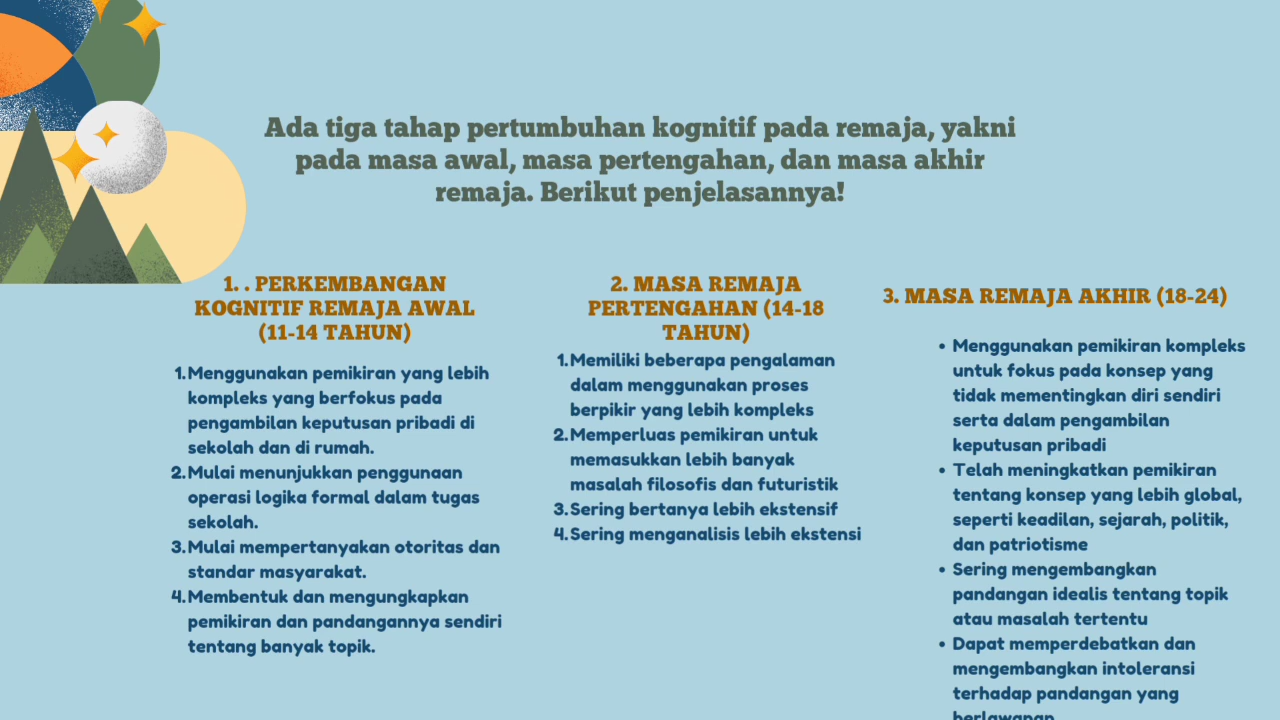 Ada tiga tahap pertumbuhan kognitif pada remaja, yakni
pada masa awal, masa pertengahan, dan masa akhir
remaja. Berikut penjelasannya!
1. . PERKEMBANGAN
KOGNITIF REMAJA AWAL
(11-14 TAHUN)
1. Menggunakan pemikiran yang lebih
kompleks yang berfokus pada
pengambilan keputusan pribadi di
sekolah dan di rumah.
2. Mulai menunjukkan penggunaan
operasi logika formal dalam tugas
sekolah.
3. Mulai mempertanyakan otoritas dan
standar masyarakat.
4. Membentuk dan mengungkapkan
pemikiran dan pandangannya sendiri
tentang banyak topik.
2. MASA REMAJA
PERTENGAHAN (14-18
TAHUN)
1. Memiliki beberapa pengalaman
dalam menggunakan proses
berpikir yang lebih kompleks
2. Memperluas pemikiran untuk
memasukkan lebih banyak
masalah filosofis dan futuristik
3. Sering bertanya lebih ekstensif
4. Sering menganalisis lebih ekstensi
3. MASA REMAJA AKHIR (18-24)
• Menggunakan pemikiran kompleks
untuk fokus pada konsep yang
tidak mementingkan diri sendiri
serta dalam pengambilan
keputusan pribadi
• Telah meningkatkan pemikiran
tentang konsep yang lebih global,
seperti keadilan, sejarah, politik,
dan patriotisme
• Sering mengembangkan
pandangan idealis tentang topik
atau masalah tertentu
• Dapat memperdebatkan dan
mengembangkan intoleransi
terhadap pandangan yang
berlawanan